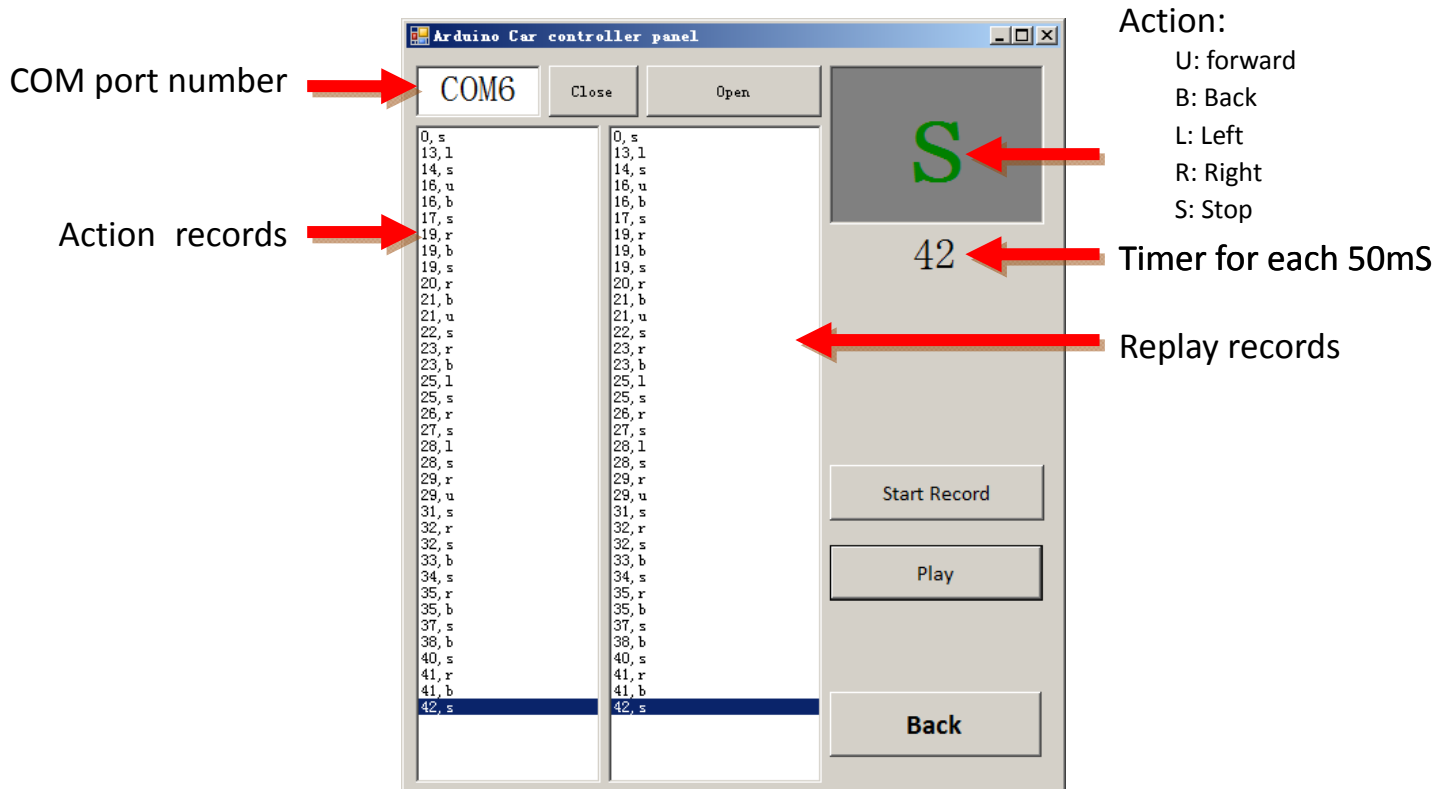 Arduino Car controller panel
COM port number
COM6
Close
Open
Action records
0, s
13, l
14, s
16, u
16, b
17, s
19, r
19, b
19, s
20, r
21, b
21, u
22, s
23, r
23, b
25, l
25, s
26, r
27, s
28, l
28, s
29, r
29, u
31, s
32, r
32, s
33, b
34, s
35, r
35, b
37, s
38, b
40, s
41, r
41, b
42, s
0, s
13, l
14, s
16, u
16, b
17, s
19, r
19, b
19, s
20, r
21, b
21, u
22, s
23, r
23, b
25, l
25, s
26, r
27, s
28, l
28, s
29, r
29, u
31, s
32, r
32, s
33, b
34, s
35, r
35, b
37, s
38, b
40, s
41, r
41, b
42, s
S
42
Start Record
Play
Back
Action:
U: forward
B: Back
L: Left
R: Right
S: Stop
Timer for each 50mS
Replay records